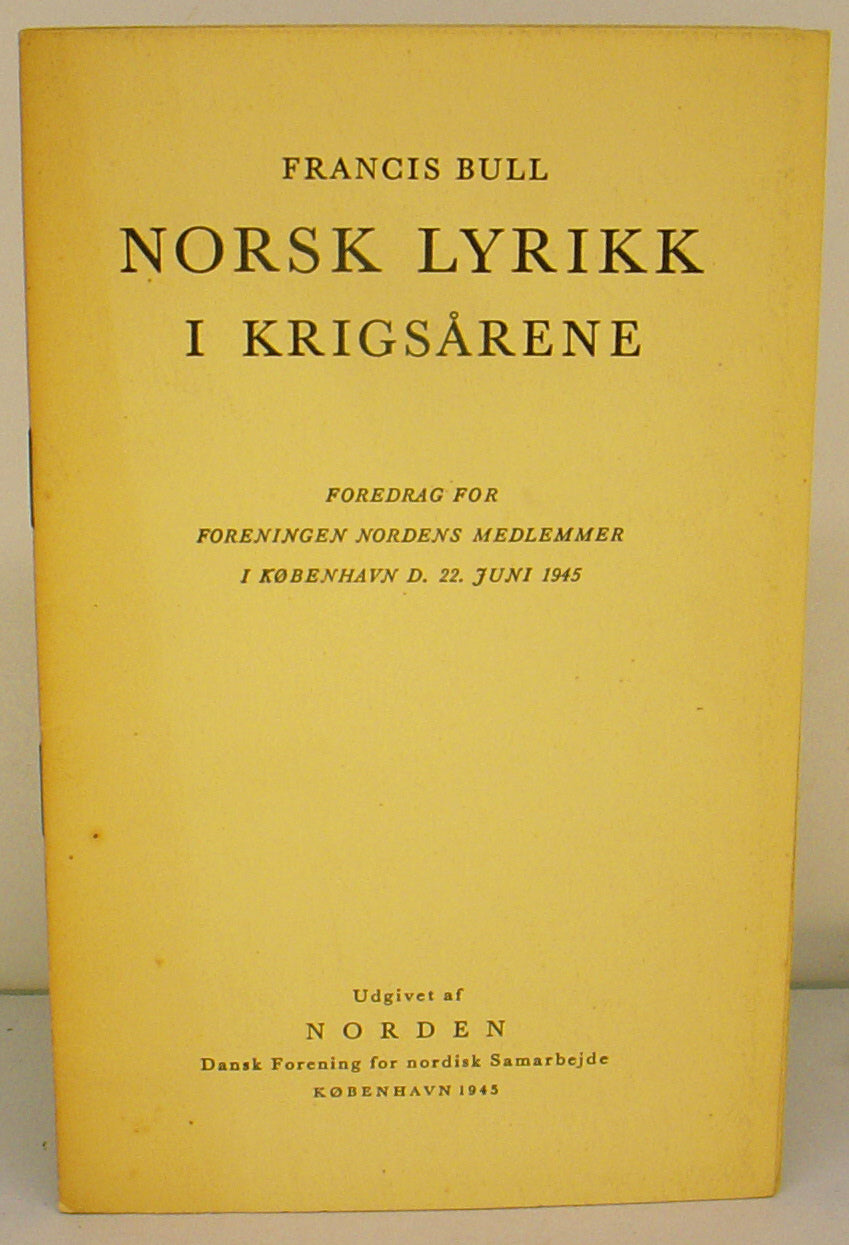 FRANCIS BULL
NORSK LYRIKK
I KRIGSÅRENE
FOREDRAG FOR
FORENINGEN NORDENS MEDLEMMER
I KØBENHAVN D. 22. JUNI 1945
Udgivet af
NORDEN
Dansk Forening for nordisk Samarbejde
KØBENHAVN 1945